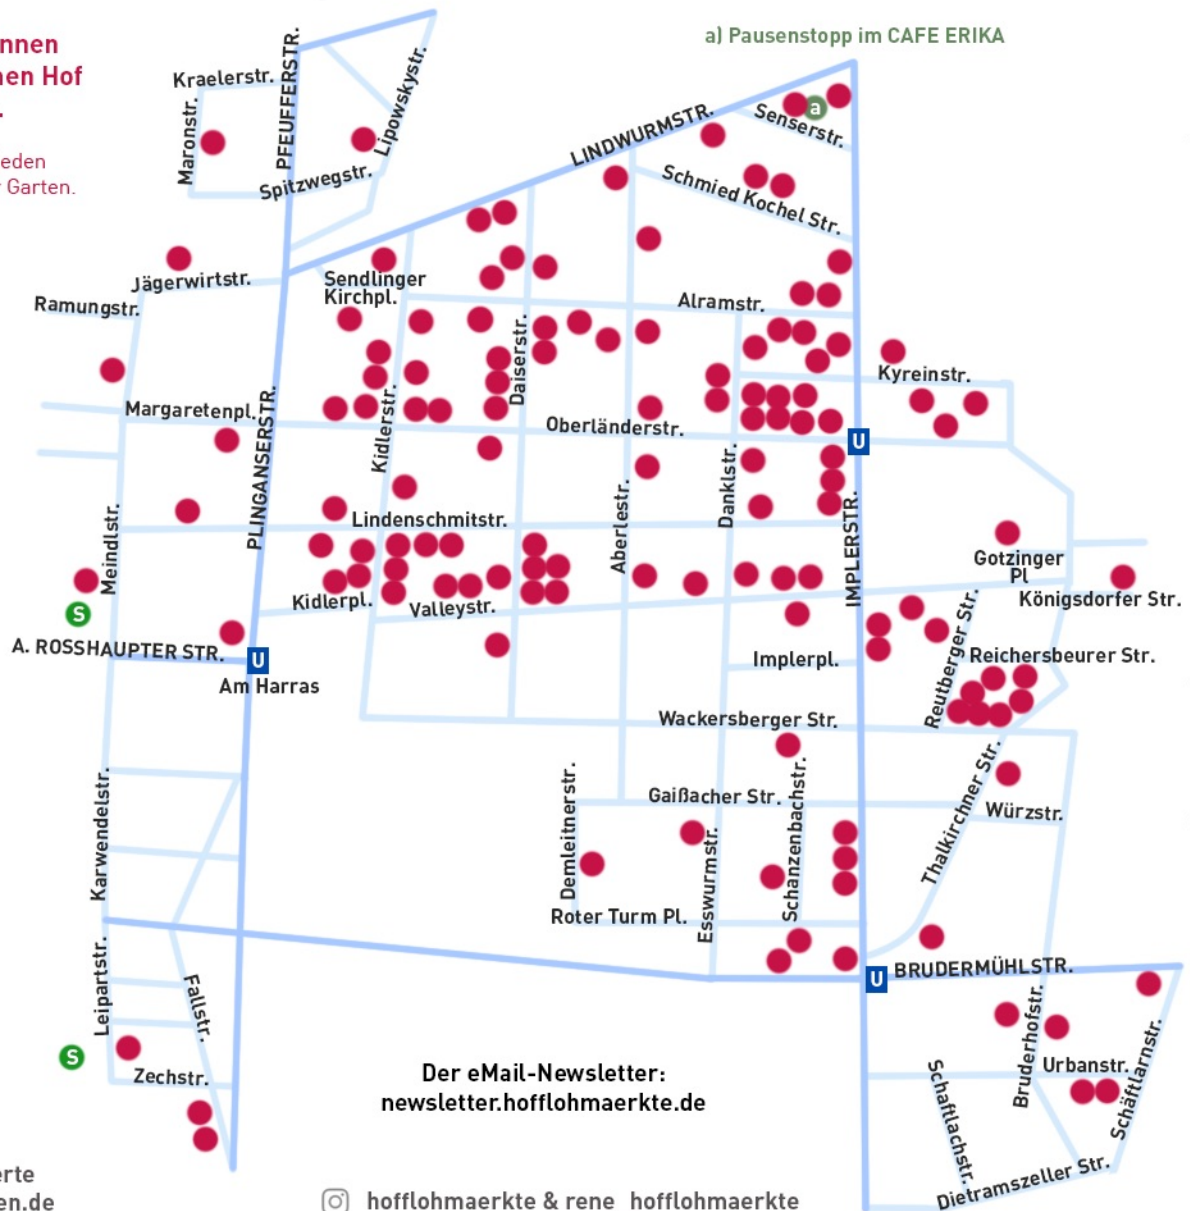 nnen
nen Hof
.
eden
r Garten.
a) Pausenstopp im CAFE ERIKA
Kraelerstr.
PFEUFFERSTR.
Lipowskystr.
Maronstr.
Spitzwegstr.
LINDWURMSTR.
a
Senserstr.
Schmied Kochel Str.
Jägerwirtstr.
Ramungstr.
Sendlinger
Kirchpl.
Alramstr.
Daiserstr.
Kyreinstr.
Margaretenpl.
PLINGANSERSTR.
Kidlerstr.
Oberländerstr.
U
Danklstr.
Aberlestr.
IMPLERSTR.
Meindlstr.
Lindenschmitstr.
Gotzinger
Pl
Königsdorfer Str.
S
Kidlerpl.
Valleystr.
A. ROSSHAUPTER STR.
U
Am Harras
Implerpl.
Reutberger Str.
Reichersbeurer Str.
Wackersberger Str.
Karwendelstr.
Demleitnerstr.
Gaißacher Str.
Schanzenbachstr.
Esswurmstr.
Thalkirchner Str.
Würzstr.
Roter Turm Pl.
Leipartstr.
Fallstr.
U
BRUDERMÜHLSTR.
S
Zechstr.
Bruderhofstr.
Urbanstr.
Schäftlarnstr.
Schaftlachstr.
Dietramszeller Str.
Der eMail-Newsletter:
newsletter.hofflohmaerkte.de
erte
en.de
hofflohmaerkte & rene_hofflohmaerkte